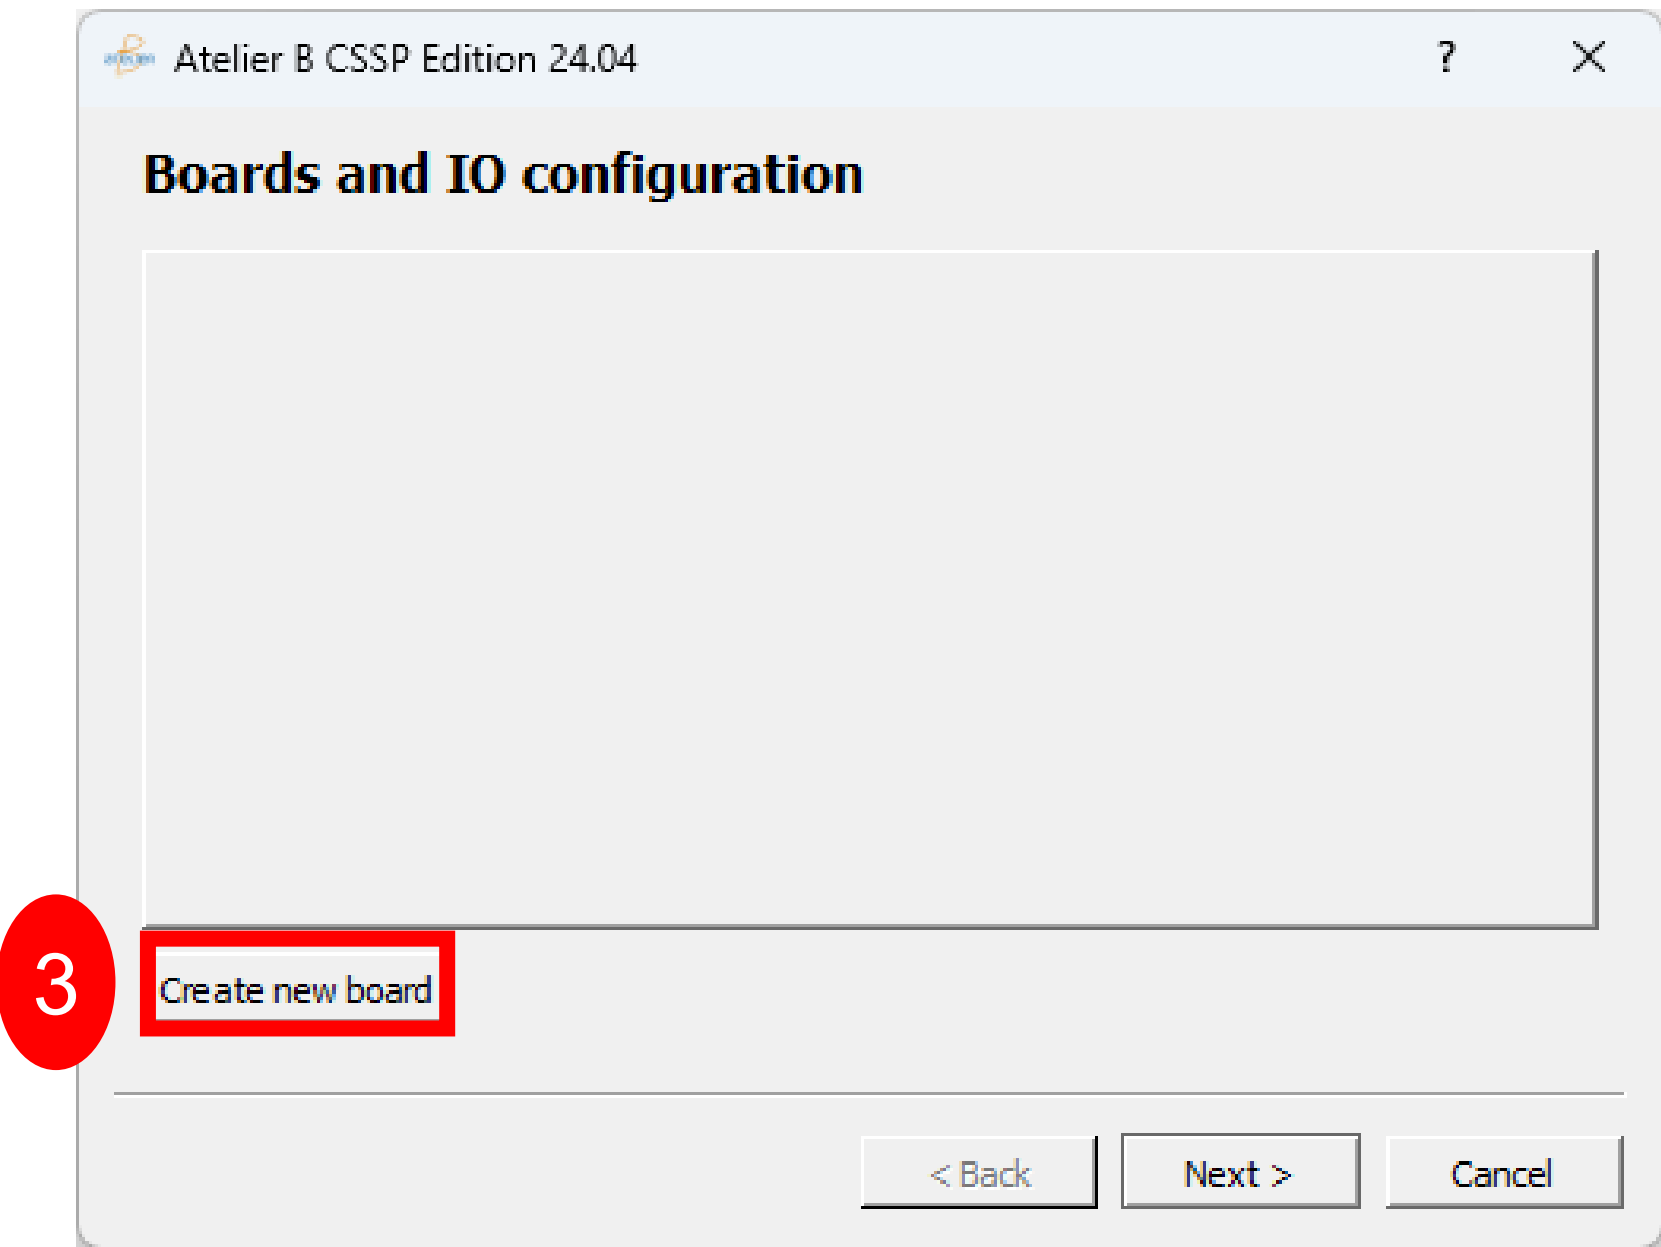 Atelier B CSSP Edition 24.04 ?
Boards and IO configuration
3
Create new board
< Back Next > Cancel